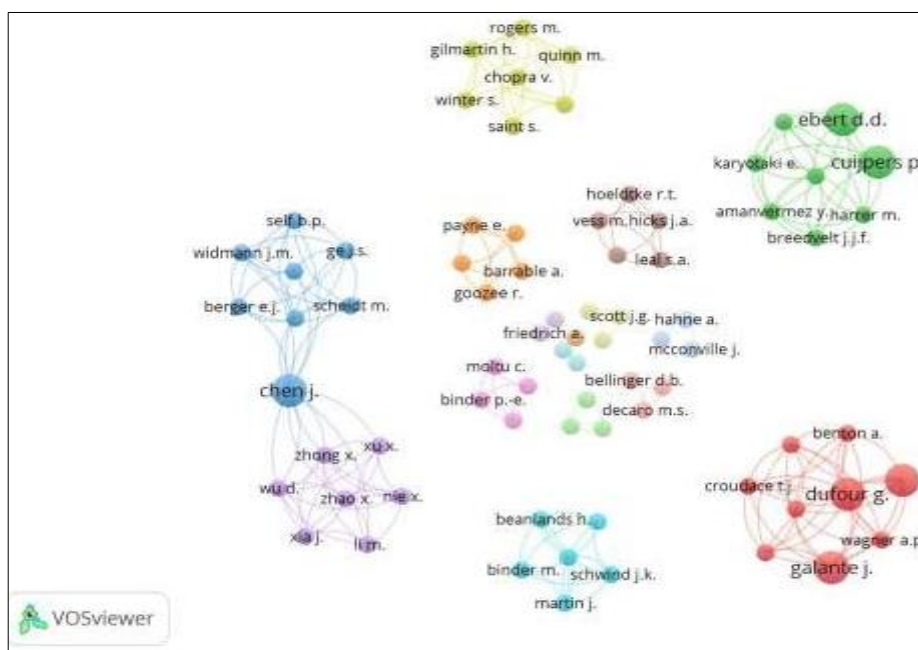 rogers m.
gilmartin h.
quinn m.
chopra v.
winter s.
saint s.
ebert d.d.
cuijpers p
karyotaki e.
amanvermez y.
harrer m.
breedvelt j.j.f.
hoeldtke r.t.
vess m.
hicks j.a.
leal s.a.
self b.p.
widmann j.m.
ge j.s.
berger e.j.
scheidt m.
payne e.
barrable a.
goozee r.
scott j.g.
hahne a.
friedrich a.
mcconville j.
moltu c.
bellinger d.b.
binder p.-e.
decaro m.s.
chen j.
xu x.
zhong x.
wu d.
zhao x.
nie x.
xia j.
li m.
benton a.
croudace t.j.
dufour g.
wagner a.p
galante j.
beanlands h.
binder m.
schwind j.k.
martin j.
VOSviewer